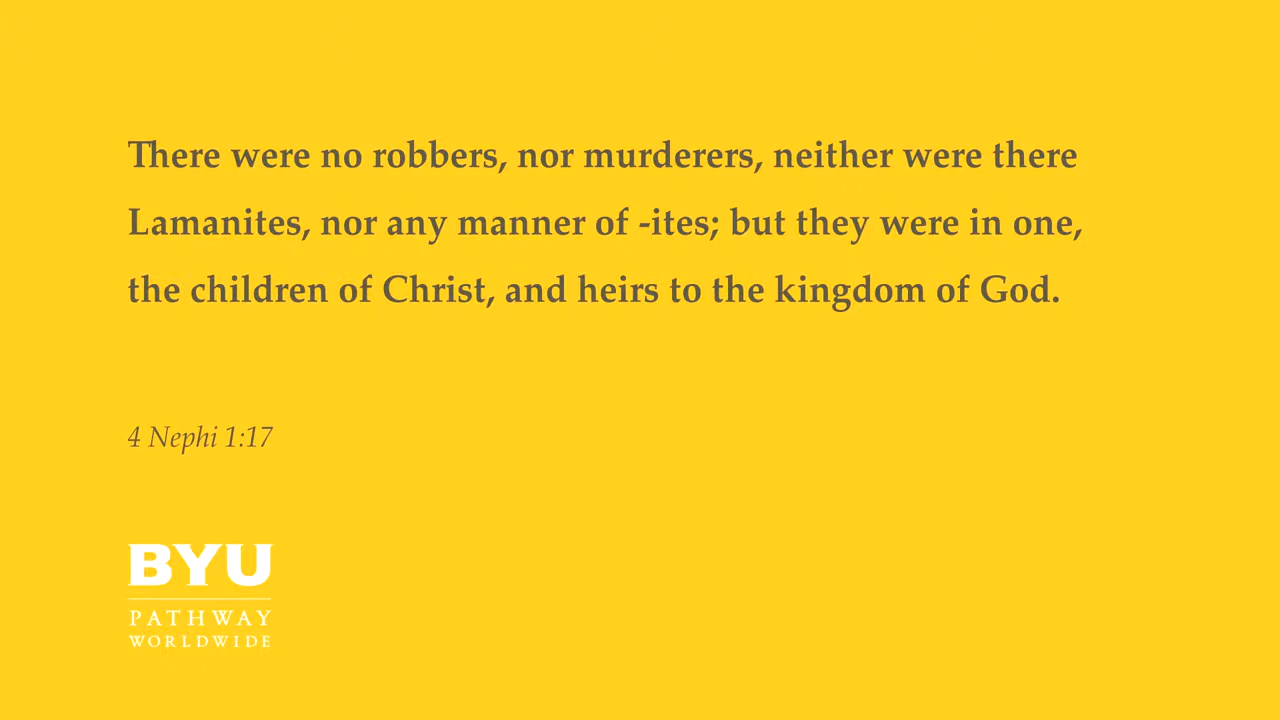 There were no robbers, nor murderers, neither were there
Lamanites, nor any manner of -ites; but they were in one,
the children of Christ, and heirs to the kingdom of God.
4 Nephi 1:17
BYU
PATHWAY
WORLDWIDE